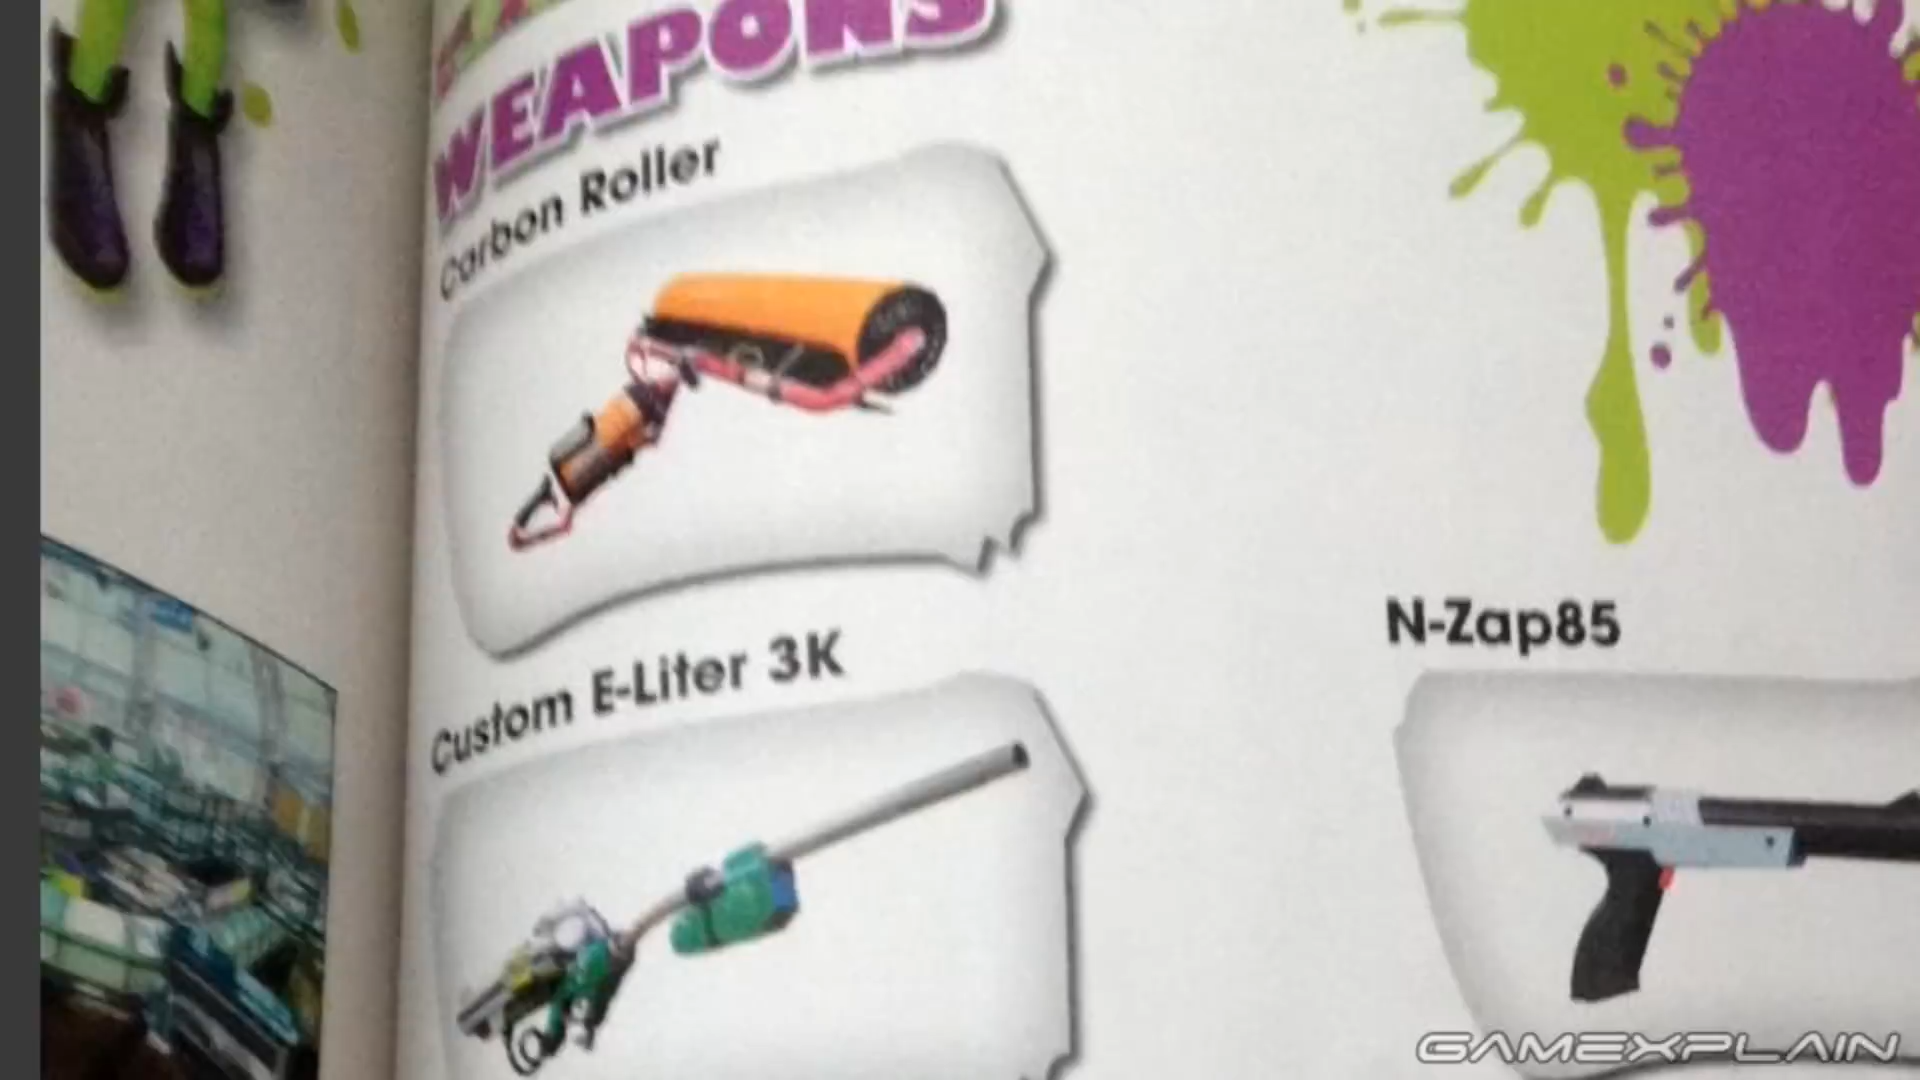 WEAPONS
Carbon Roller
Custom E-Liter 3K
N-Zap85
GAMEXPLAIN